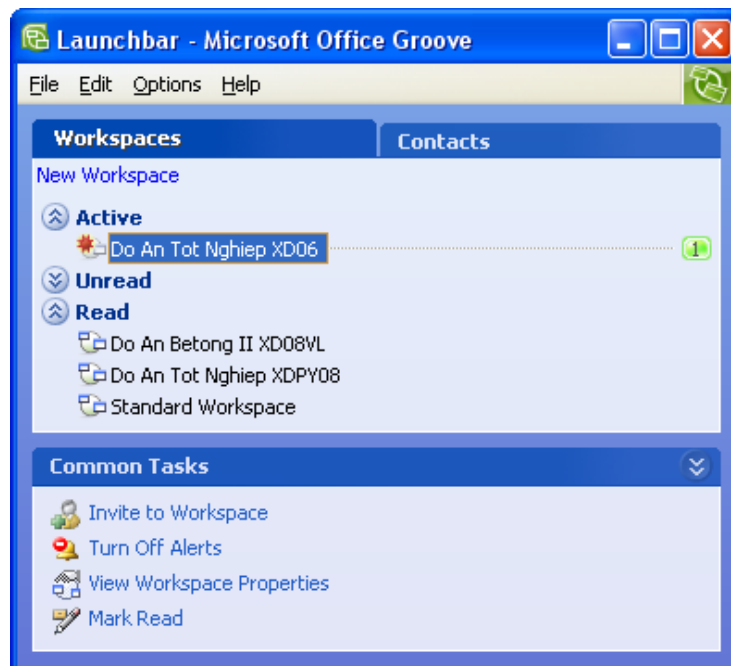 Launchbar - Microsoft Office Groove
File Edit Options Help
Workspaces Contacts
New Workspace
Active
Do An Tot Nghiep XD06 1
Unread
Read
Do An Betong II XD08VL
Do An Tot Nghiep XDPY08
Standard Workspace
Common Tasks
Invite to Workspace
Turn Off Alerts
View Workspace Properties
Mark Read